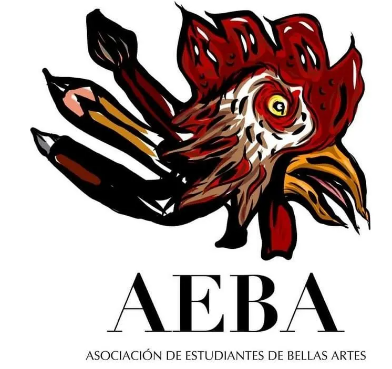 AEBA
ASOCIACIÓN DE ESTUDIANTES DE BELLAS ARTES